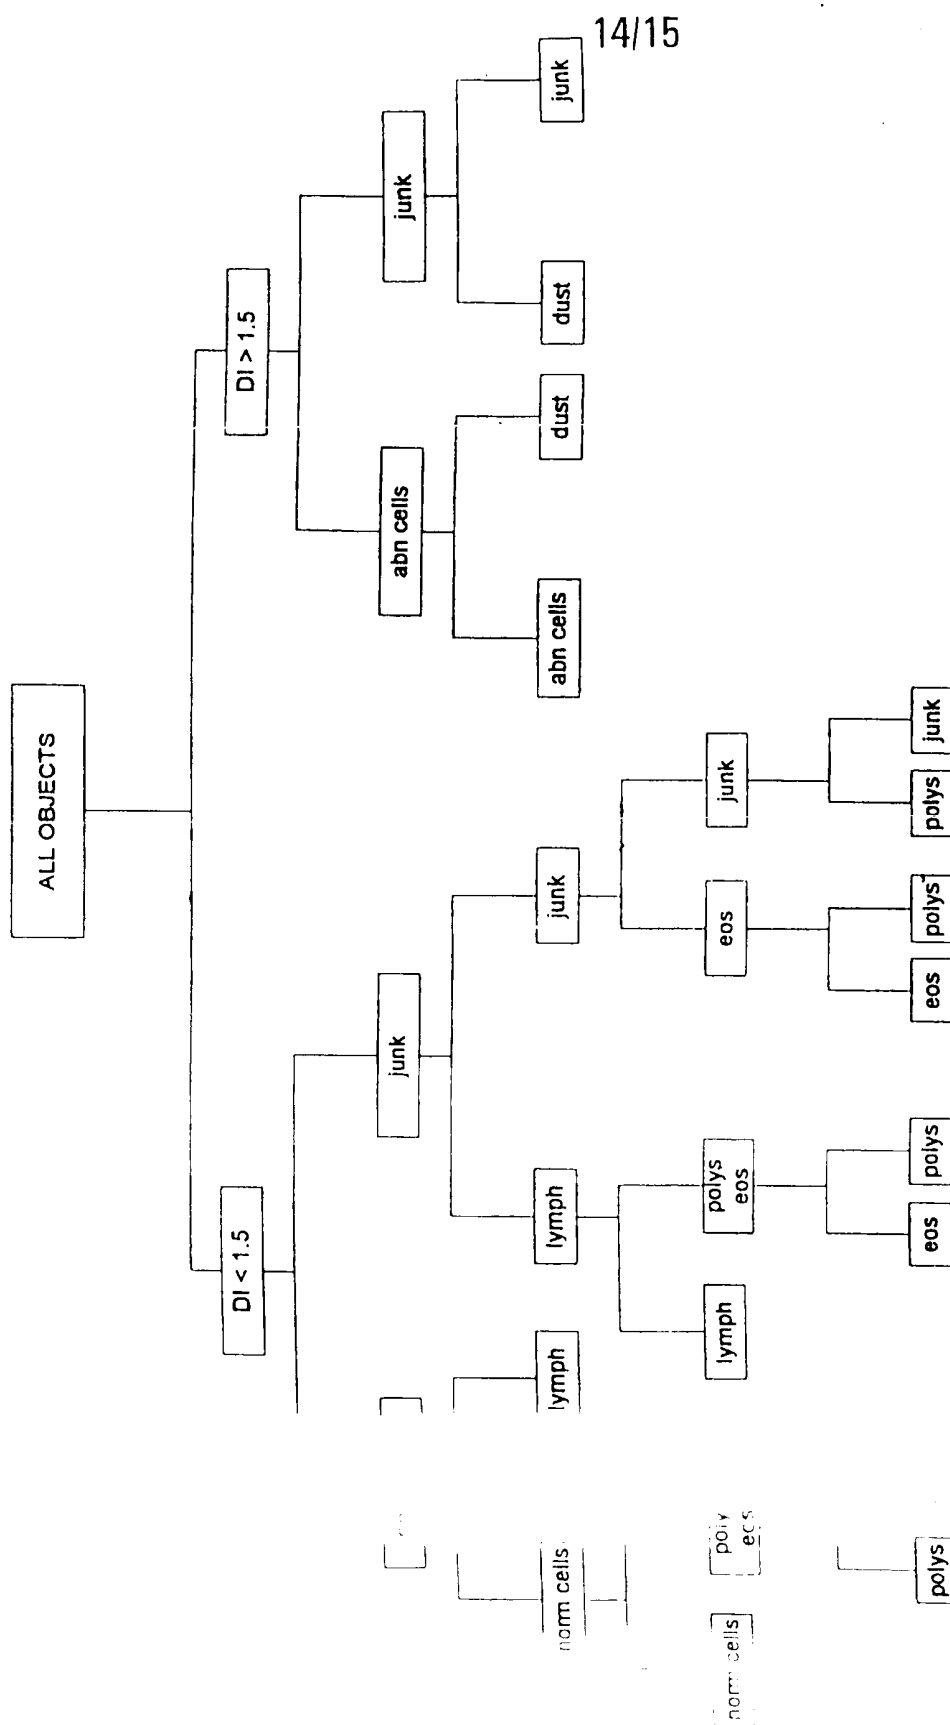 14/15
ALL OBJECTS
DI < 1.5
DI > 1.5
junk
abn cells
junk
norm cells
lymph
lymph
junk
abn cells
dust
dust
junk
norm cells
poly
lymph
polys
eos
eos
junk
polys
eos
polys
eos
polys
polys
junk